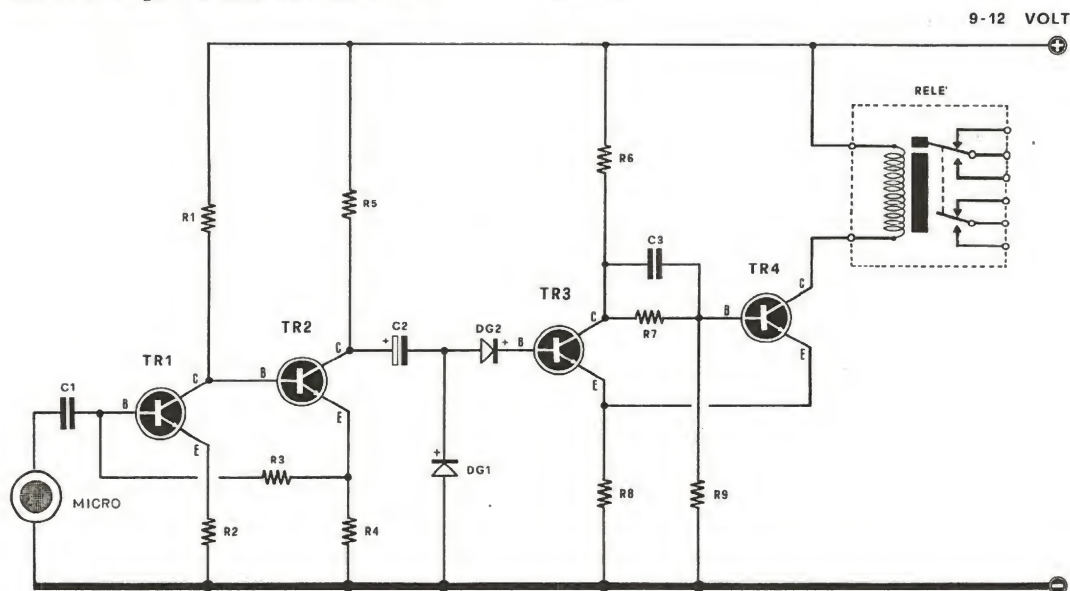 9-12 VOLT
+
RELE'
R1
R5
R6
C3
TR4
TR3
C
B
R7
E
TR2
C2
DG2
+
+
B
C
E
TR1
C
B
E
C
B
E
C1
R3
+
DG1
MICRO
R2
R4
R8
R9
-